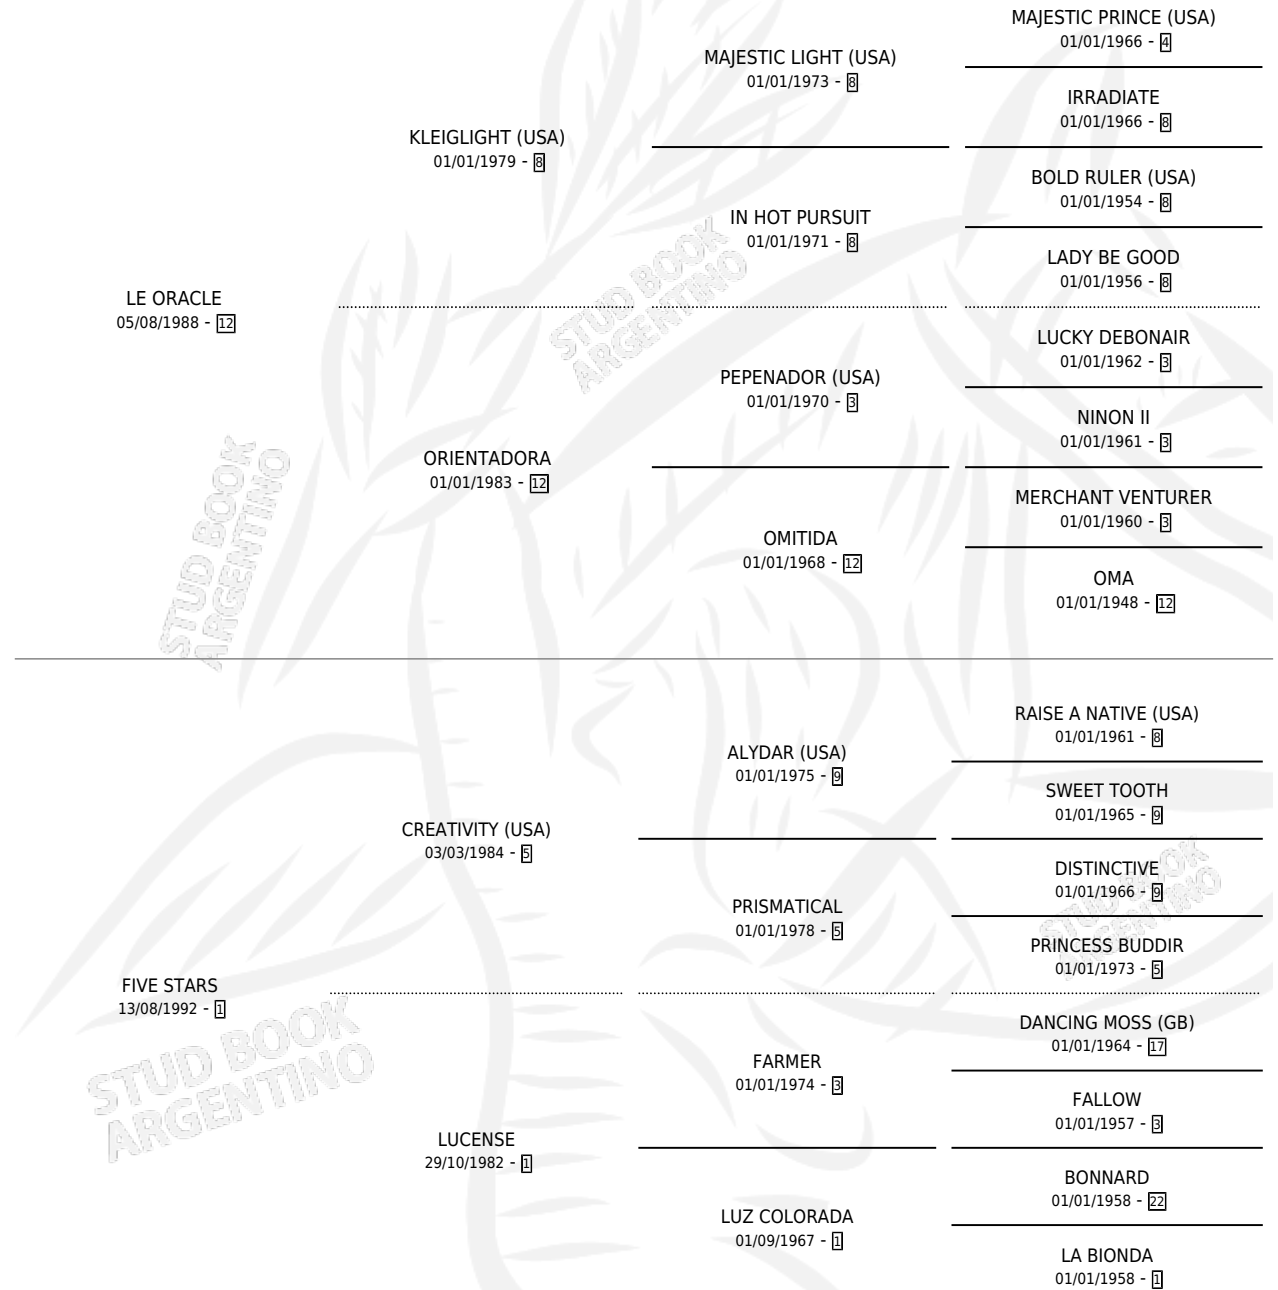 MAJESTIC PRINCE (USA)
01/01/1966 - 4
MAJESTIC LIGHT (USA)
01/01/1973 - 8
IRRADIATE
01/01/1966 - 8
KLEIGLIGHT (USA)
01/01/1979 - 8
BOLD RULER (USA)
01/01/1954 - 8
IN HOT PURSUIT
01/01/1971 - 8
LADY BE GOOD
01/01/1956 - 8
LE ORACLE
05/08/1988 - 12
LUCKY DEBONAIR
01/01/1962 - 3
PEPENADOR (USA)
01/01/1970 - 3
NINON II
01/01/1961 - 3
ORIENTADORA
01/01/1983 - 12
MERCHANT VENTURER
01/01/1960 - 3
OMITIDA
01/01/1968 - 12
OMA
01/01/1948 - 12
RAISE A NATIVE (USA)
01/01/1961 - 8
ALYDAR (USA)
01/01/1975 - 9
SWEET TOOTH
01/01/1965 - 9
CREATIVITY (USA)
03/03/1984 - 5
DISTINCTIVE
01/01/1966 - 9
PRISMATICAL
01/01/1978 - 5
PRINCESS BUDDIR
01/01/1973 - 5
FIVE STARS
13/08/1992 - 1
DANCING MOSS (GB)
01/01/1964 - 17
FARMER
01/01/1974 - 3
FALLOW
01/01/1957 - 3
LUCENSE
29/10/1982 - 1
BONNARD
01/01/1958 - 22
LUZ COLORADA
01/09/1967 - 1
LA BIONDA
01/01/1958 - 1
STUD BOOK
ARGENTINO
STUD BOOK
ARGENTINO
STUD BOOK
ARGENTINO
STUD BOOK
ARGENTINO